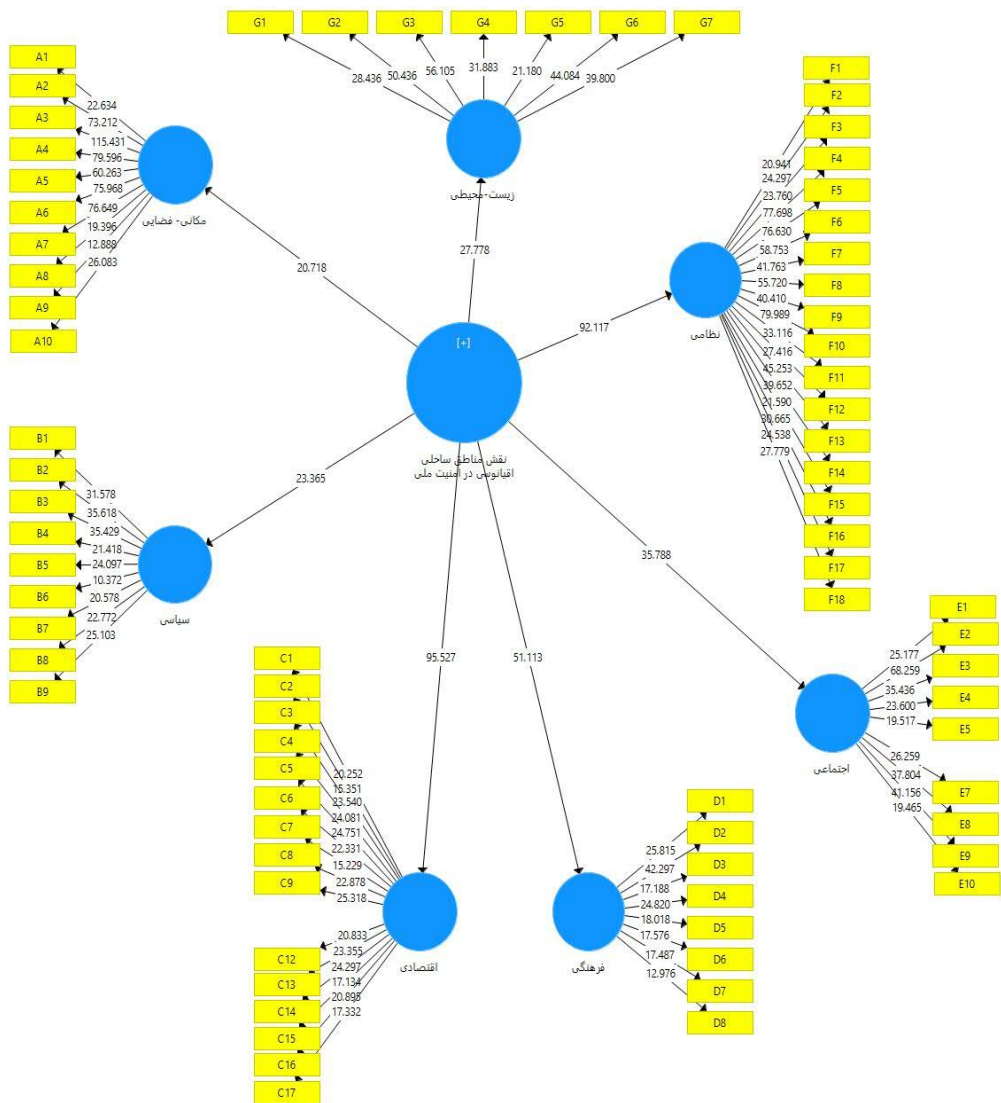 G1
G2
G3
G4
G5
G6
G7
28.436
50.436
56.105
31.883
21.180
44.084
39.800
زیست-محیطی
27.778
A1
A2
A3
A4
A5
A6
A7
A8
A9
A10
22.634
73.212
115.431
79.596
60.263
75.968
76.649
19.396
12.888
26.083
مکانی- فضایی
20.718
F1
F2
F3
F4
F5
F6
F7
F8
F9
F10
F11
F12
F13
F14
F15
F16
F17
F18
20.941
24.297
23.760
77.698
76.630
58.753
41.763
55.720
40.410
79.989
33.116
27.416
45.253
39.652
21.590
30.665
24.538
27.779
نظامی
92.117
[+]
نقش مناطق ساحلی
اقیانوسی در امنیت ملی
B1
B2
B3
B4
B5
B6
B7
B8
B9
31.578
35.618
35.429
21.418
24.097
10.372
20.578
22.772
25.103
سیاسی
23.365
35.788
E1
E2
E3
E4
E5
E7
E8
E9
E10
25.177
68.259
35.436
23.600
19.517
26.259
37.804
41.156
19.465
اجتماعی
95.527
51.113
C1
C2
C3
C4
C5
C6
C7
C8
C9
C12
C13
C14
C15
C16
C17
20.252
15.351
23.540
24.081
24.751
22.331
15.229
22.878
25.318
20.833
23.355
24.297
17.134
20.895
17.332
اقتصادی
D1
D2
D3
D4
D5
D6
D7
D8
25.815
42.297
17.188
24.820
18.018
17.576
17.487
12.976
فرهنگی